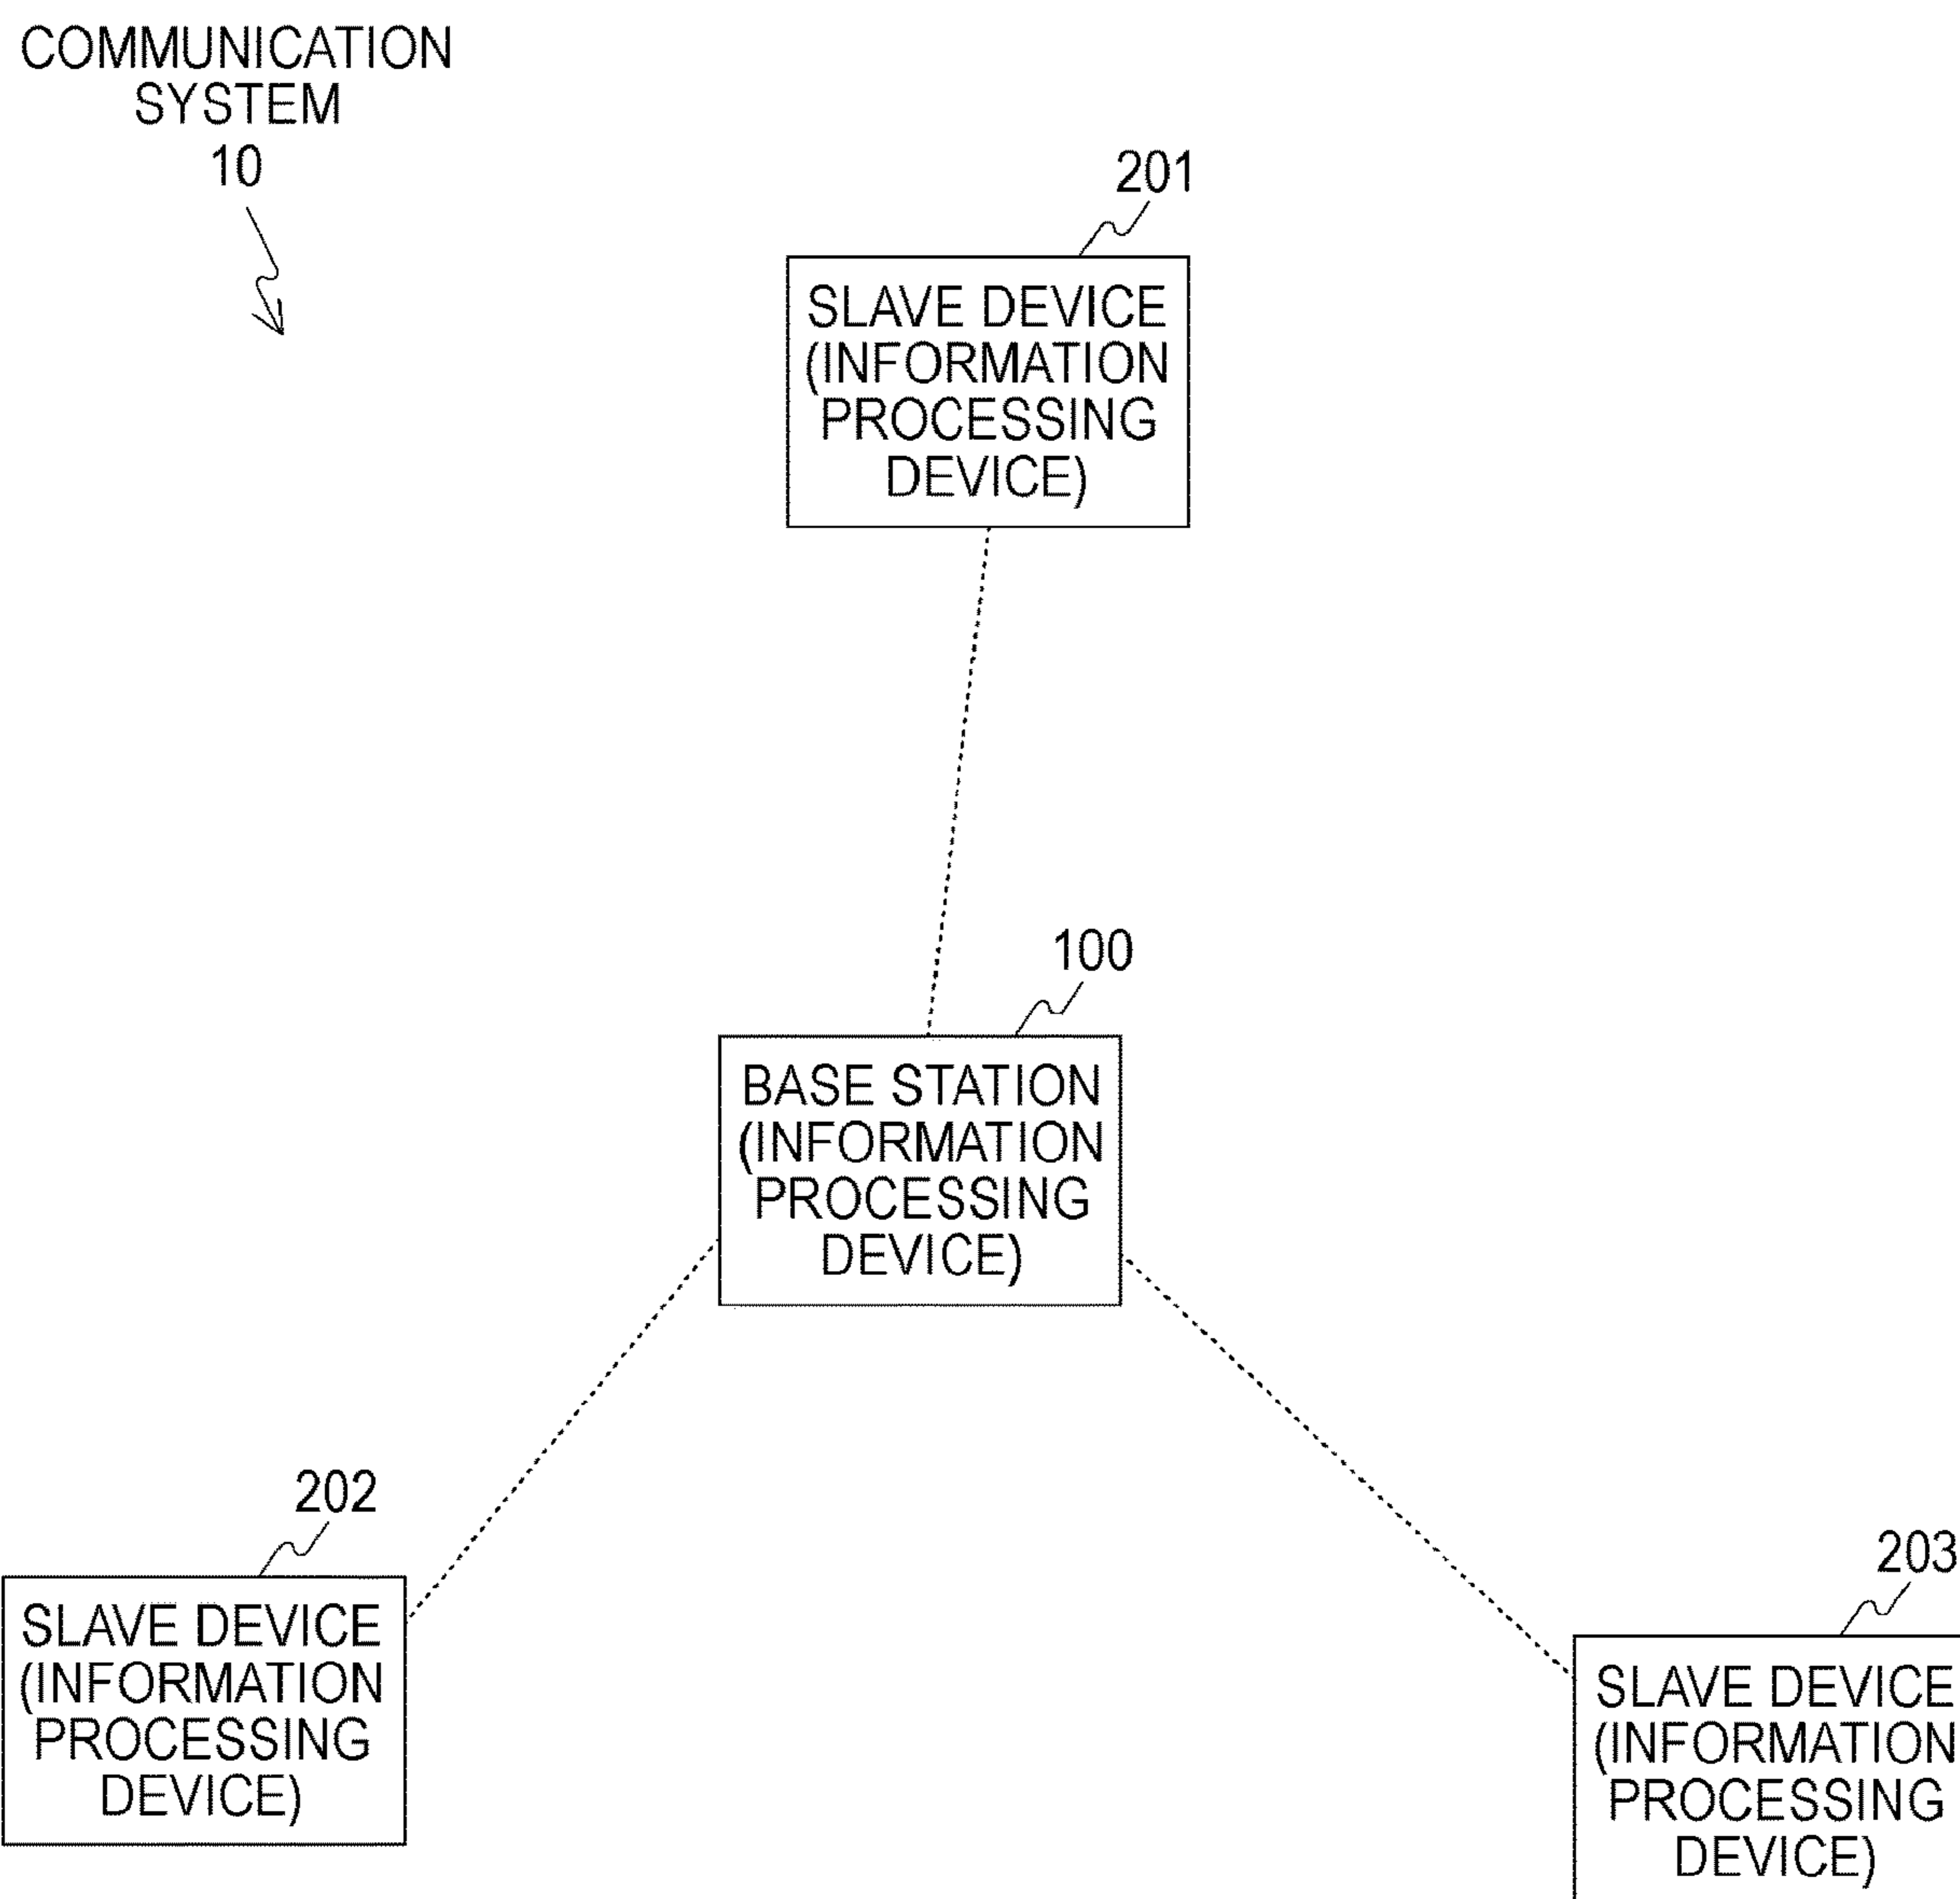 COMMUNICATION
SYSTEM
10
201
SLAVE DEVICE
(INFORMATION
PROCESSING
DEVICE)
100
BASE STATION
(INFORMATION
PROCESSING
DEVICE)
202
SLAVE DEVICE
(INFORMATION
PROCESSING
DEVICE)
203
SLAVE DEVICE
(INFORMATION
PROCESSING
DEVICE)